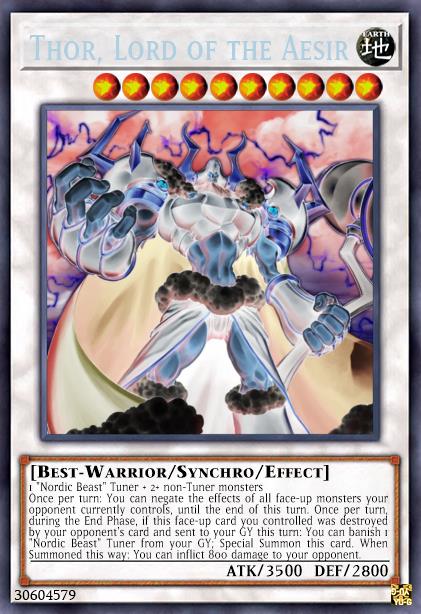 THOR, LORD OF THE AESIR
EARTH
地
[BEST-WARRIOR/SYNCHRO/EFFECT]
1 "Nordic Beast" Tuner + 2+ non-Tuner monsters
Once per turn: You can negate the effects of all face-up monsters your
opponent currently controls, until the end of this turn. Once per turn,
during the End Phase, if this face-up card you controlled was destroyed
by your opponent's card and sent to your GY this turn: You can banish 1
"Nordic Beast" Tuner from your GY; Special Summon this card. When
Summoned this way: You can inflict 800 damage to your opponent.
ATK/3500 DEF/2800
30604579